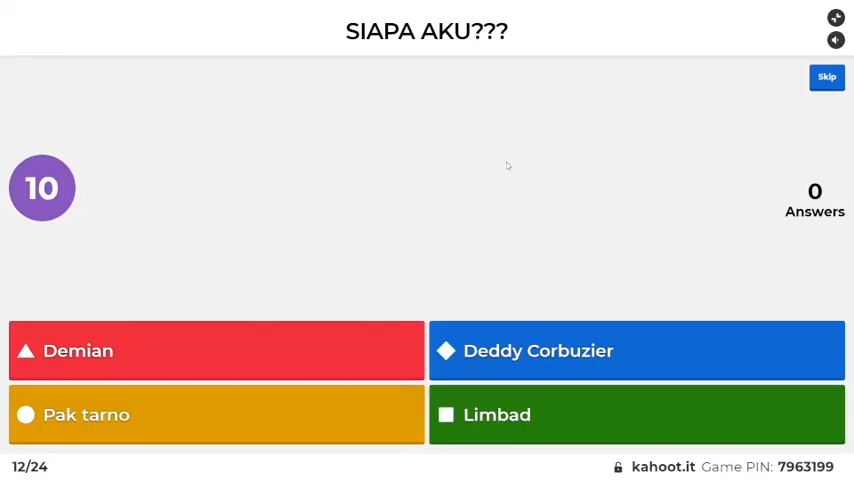 SIAPA AKU???
Skip
10
0
Answers
Demian
Deddy Corbuzier
Pak tarno
Limbad
12/24
kahoot.it Game PIN: 7963199